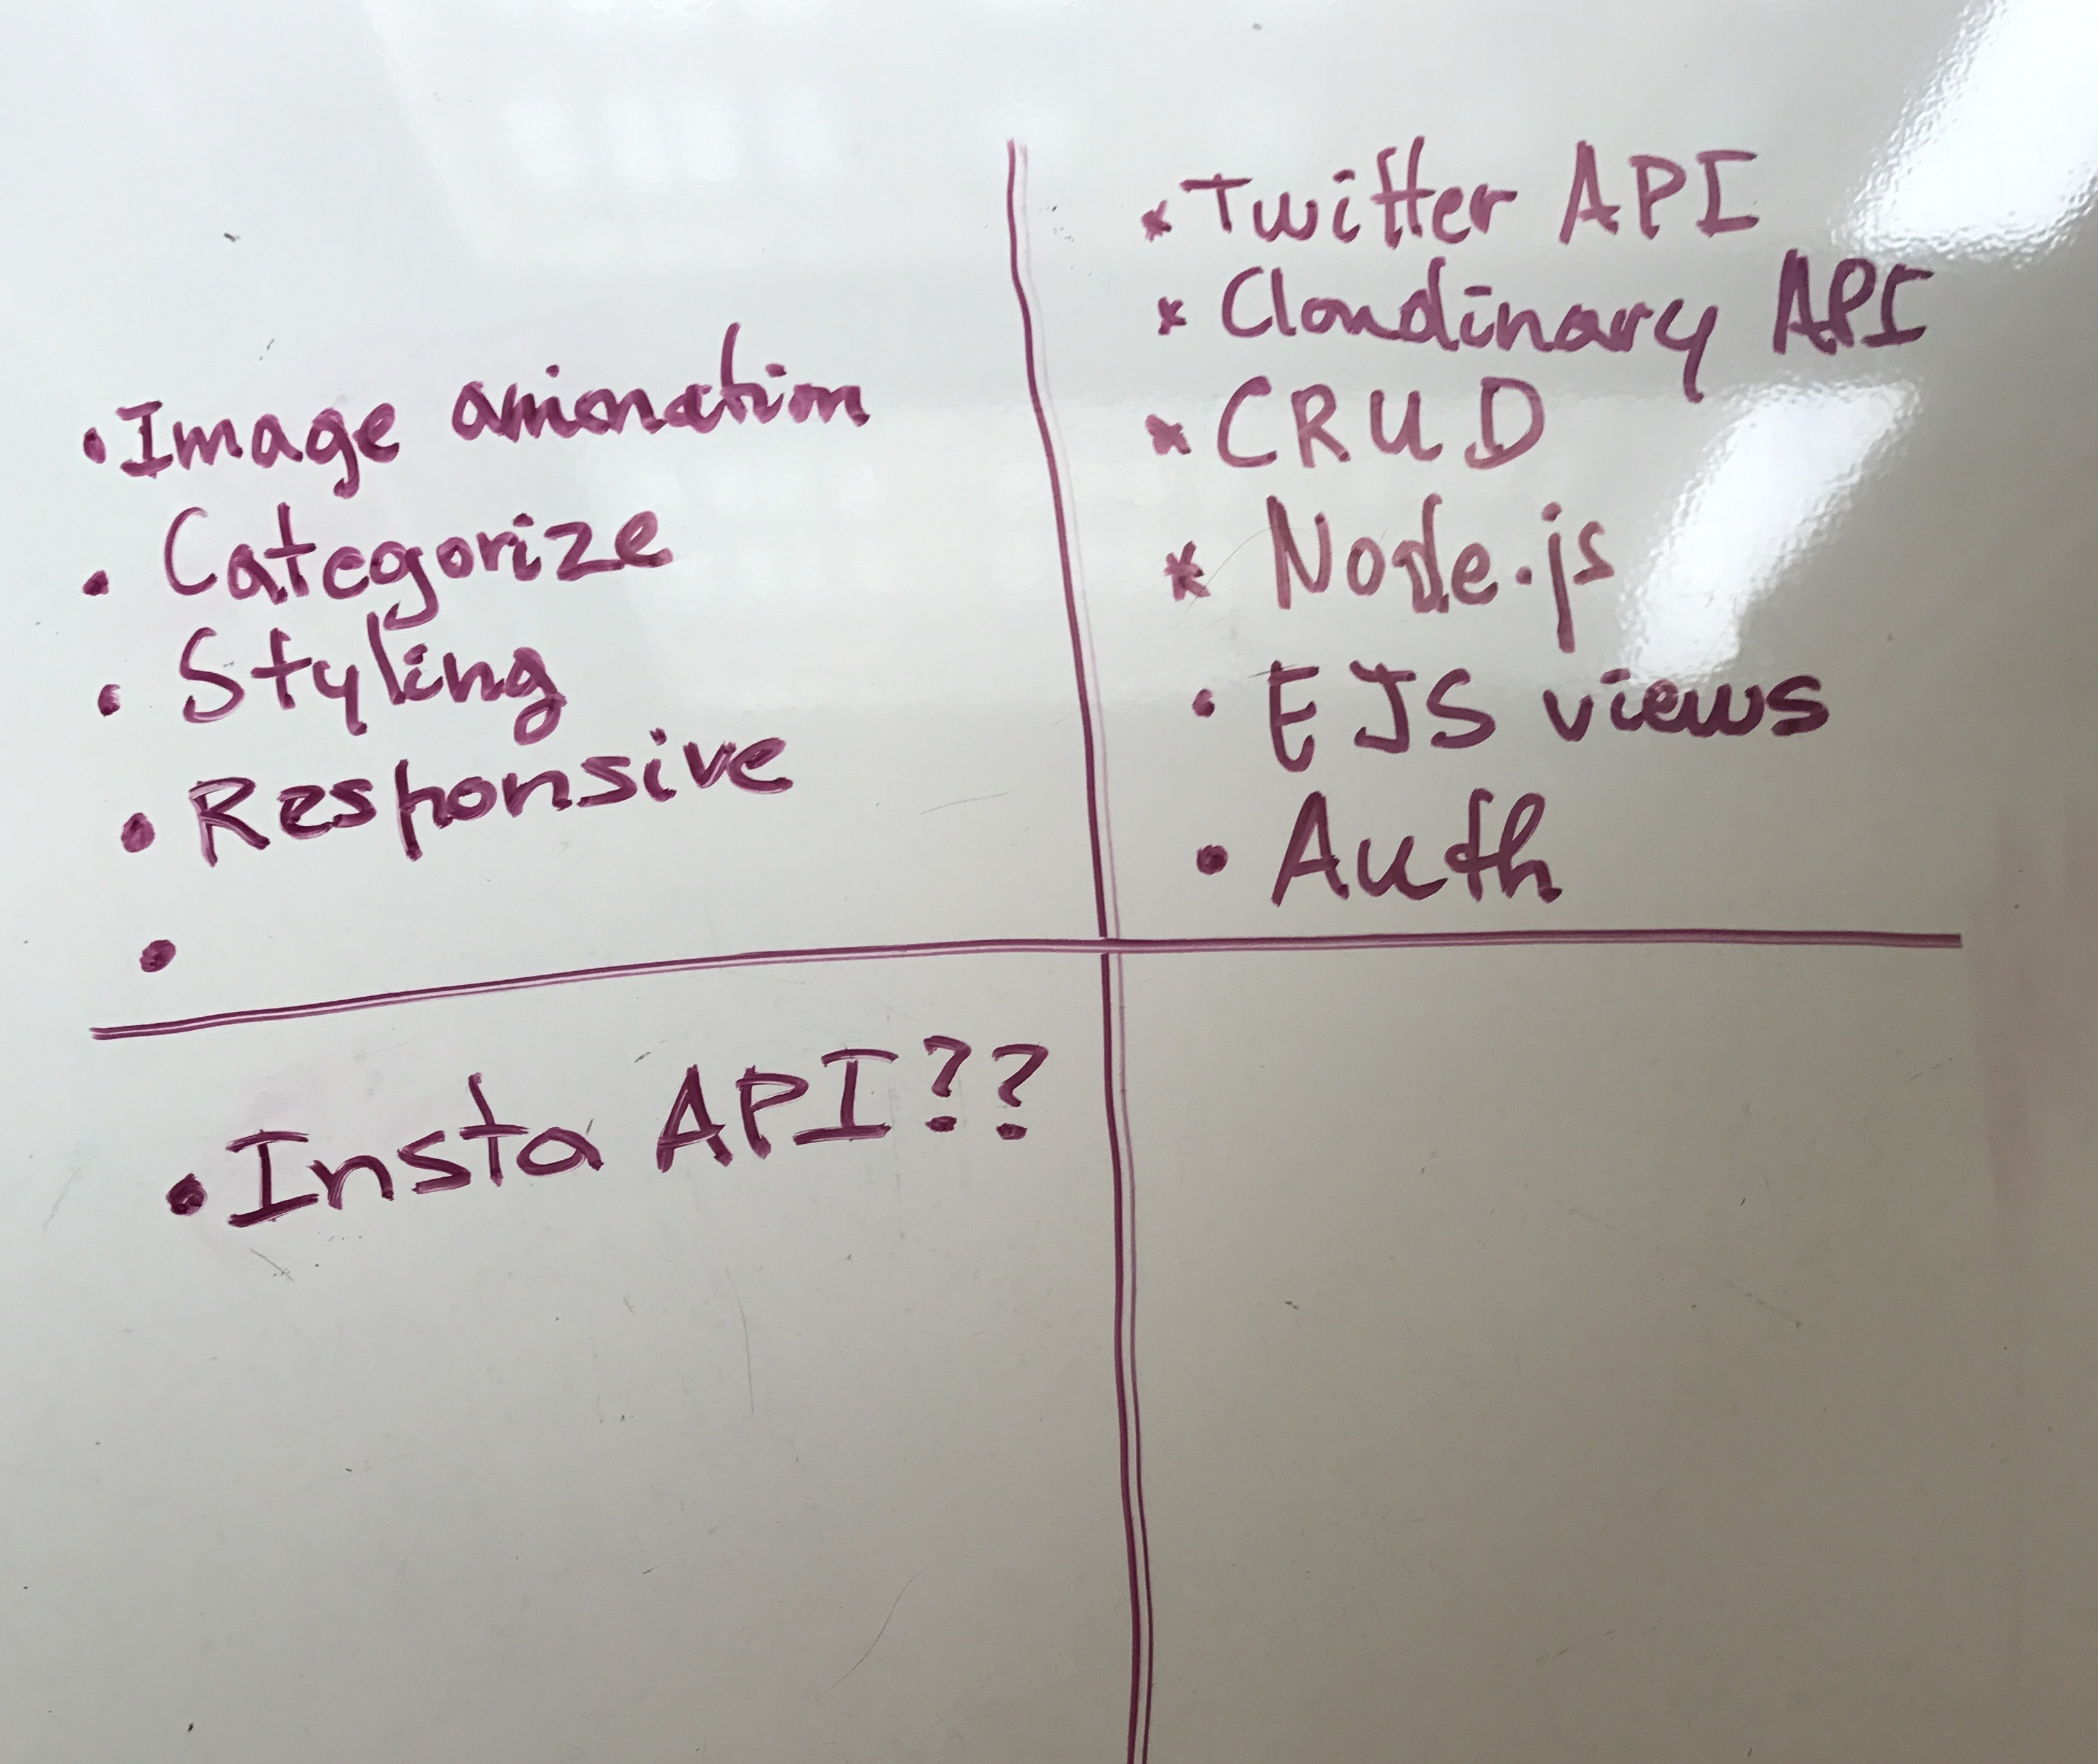 • Image animation
• Categorize
• Styling
• Responsive
•
* Twitter API
* Cloudinary API
* CRUD
* Node.js
• EJS views
• Auth
• Insta API??